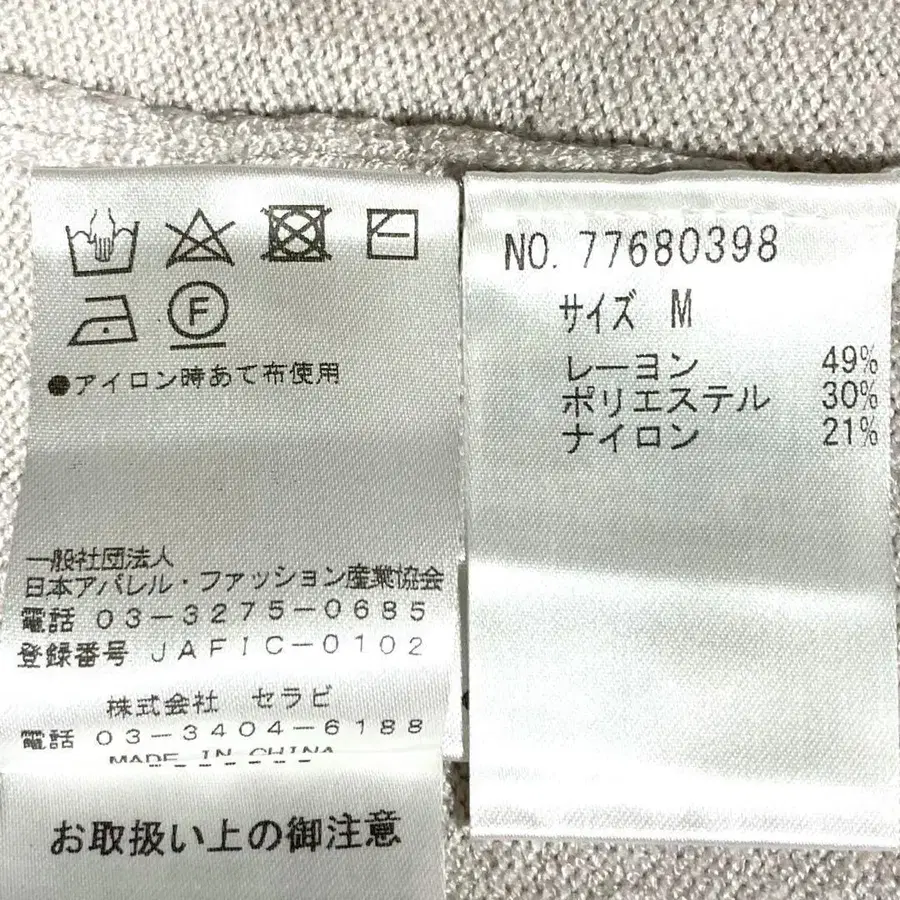 F
●アイロン時あて布使用
一般社団法人
日本アパレル・ファッション産業協会
電話 03-3275-0685
登録番号 JAFIC-0102
株式会社 セラビ
電話 03-3404-6188
MADE IN CHINA
お取扱い上の御注意
NO. 77680398
サイズ M
レーヨン 49%
ポリエステル 30%
ナイロン 21%